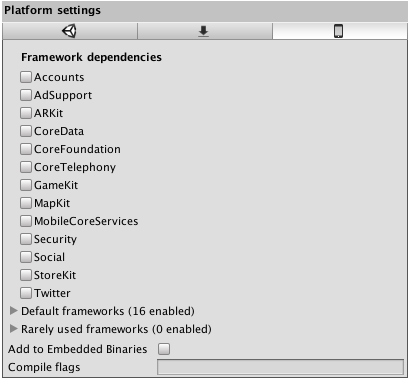 Platform settings
Framework dependencies
Accounts
AdSupport
ARKit
CoreData
CoreFoundation
CoreTelephony
GameKit
MapKit
MobileCoreServices
Security
Social
StoreKit
Twitter
Default frameworks (16 enabled)
Rarely used frameworks (0 enabled)
Add to Embedded Binaries
Compile flags